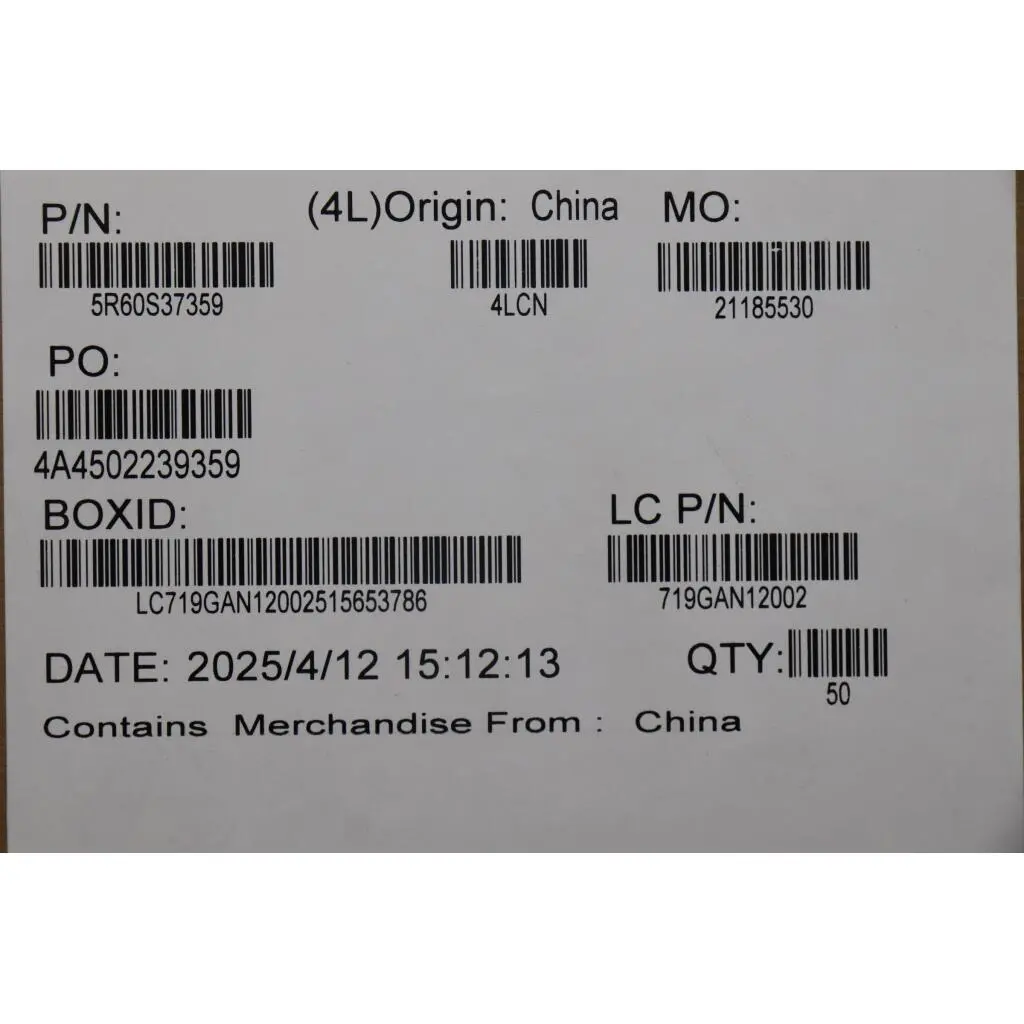 P/N: (4L)Origin: China MO:
5R60S37359 4LCN 21185530
PO:
4A4502239359
BOXID: LC P/N:
LC719GAN12002515653786 719GAN12002
DATE: 2025/4/12 15:12:13 QTY:
50
Contains Merchandise From : China